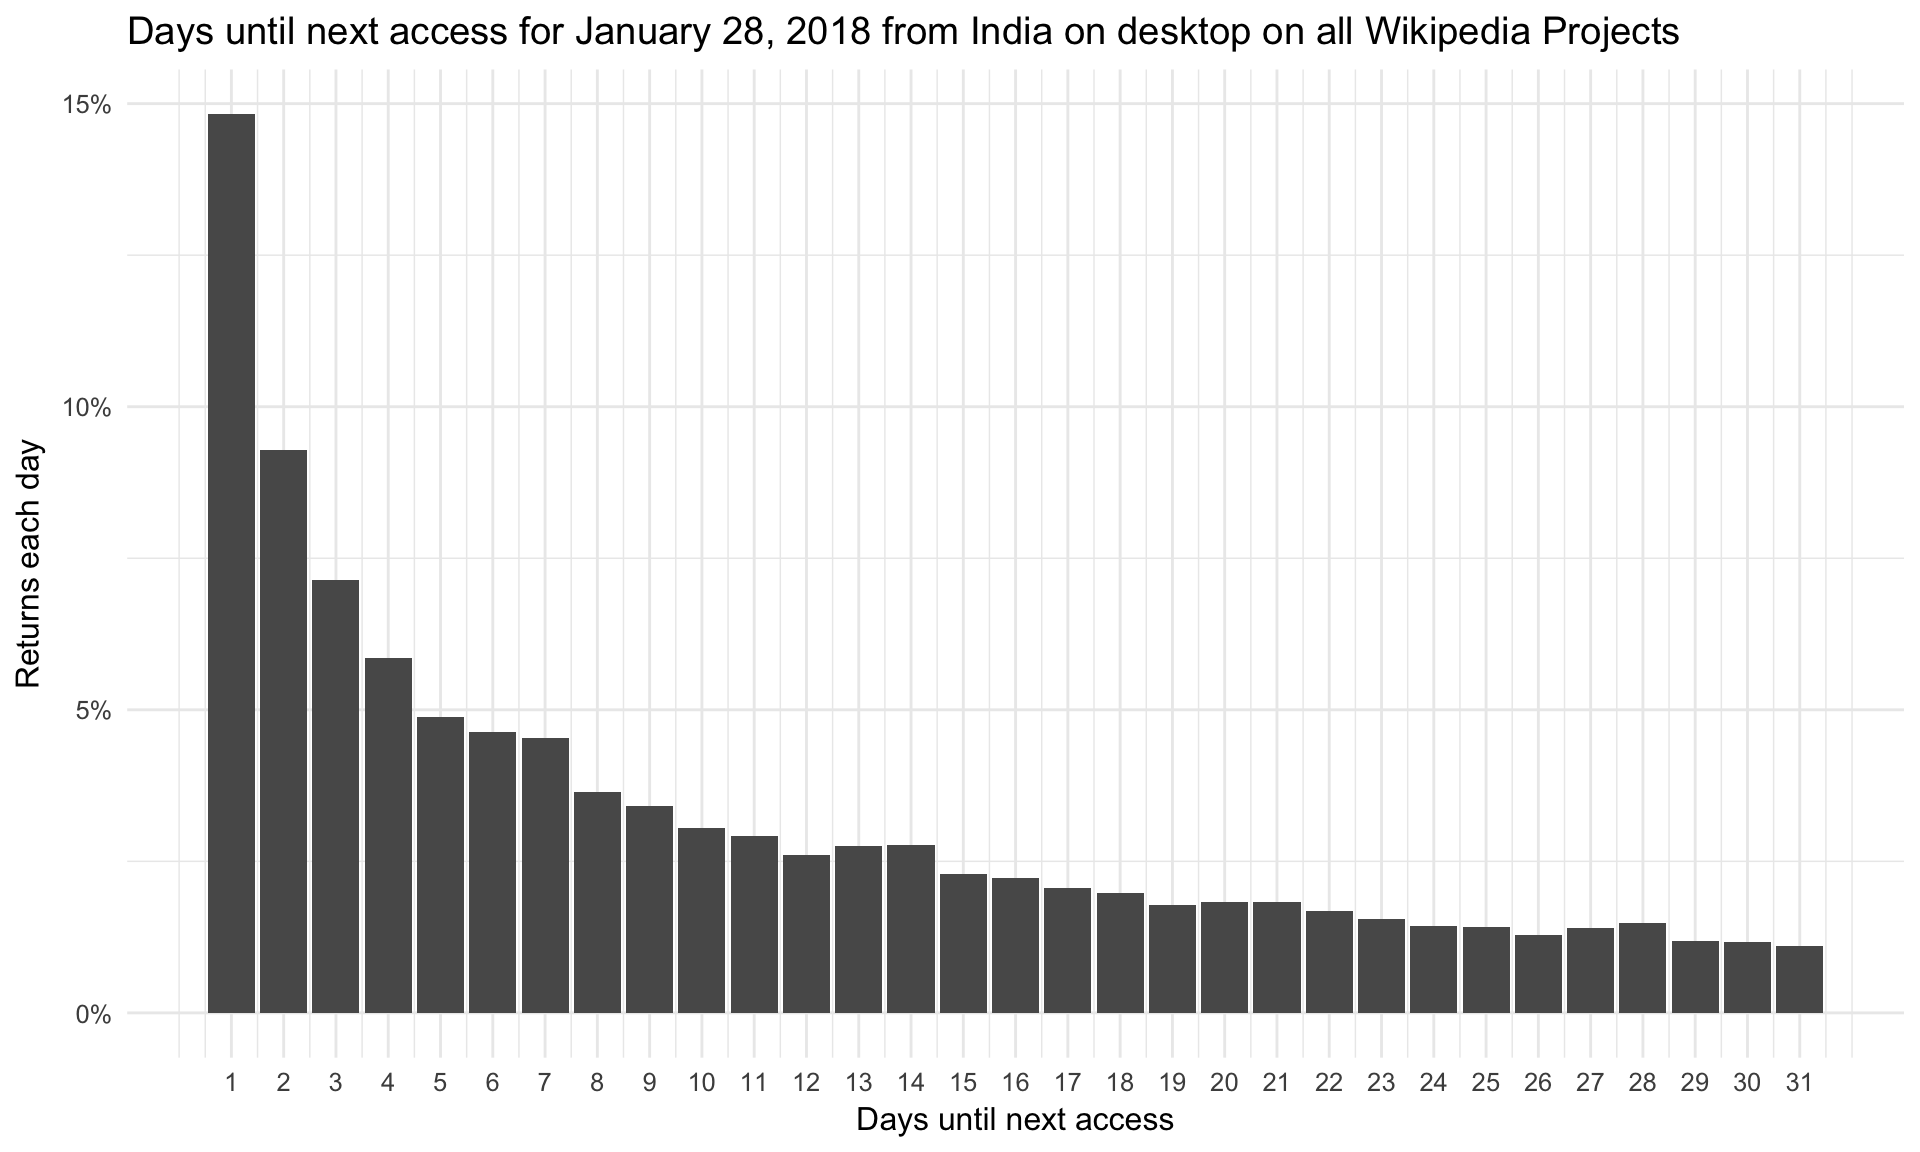 Days until next access for January 28, 2018 from India on desktop on all Wikipedia Projects
15%
10%
5%
0%
Returns each day
1 2 3 4 5 6 7 8 9 10 11 12 13 14 15 16 17 18 19 20 21 22 23 24 25 26 27 28 29 30 31
Days until next access